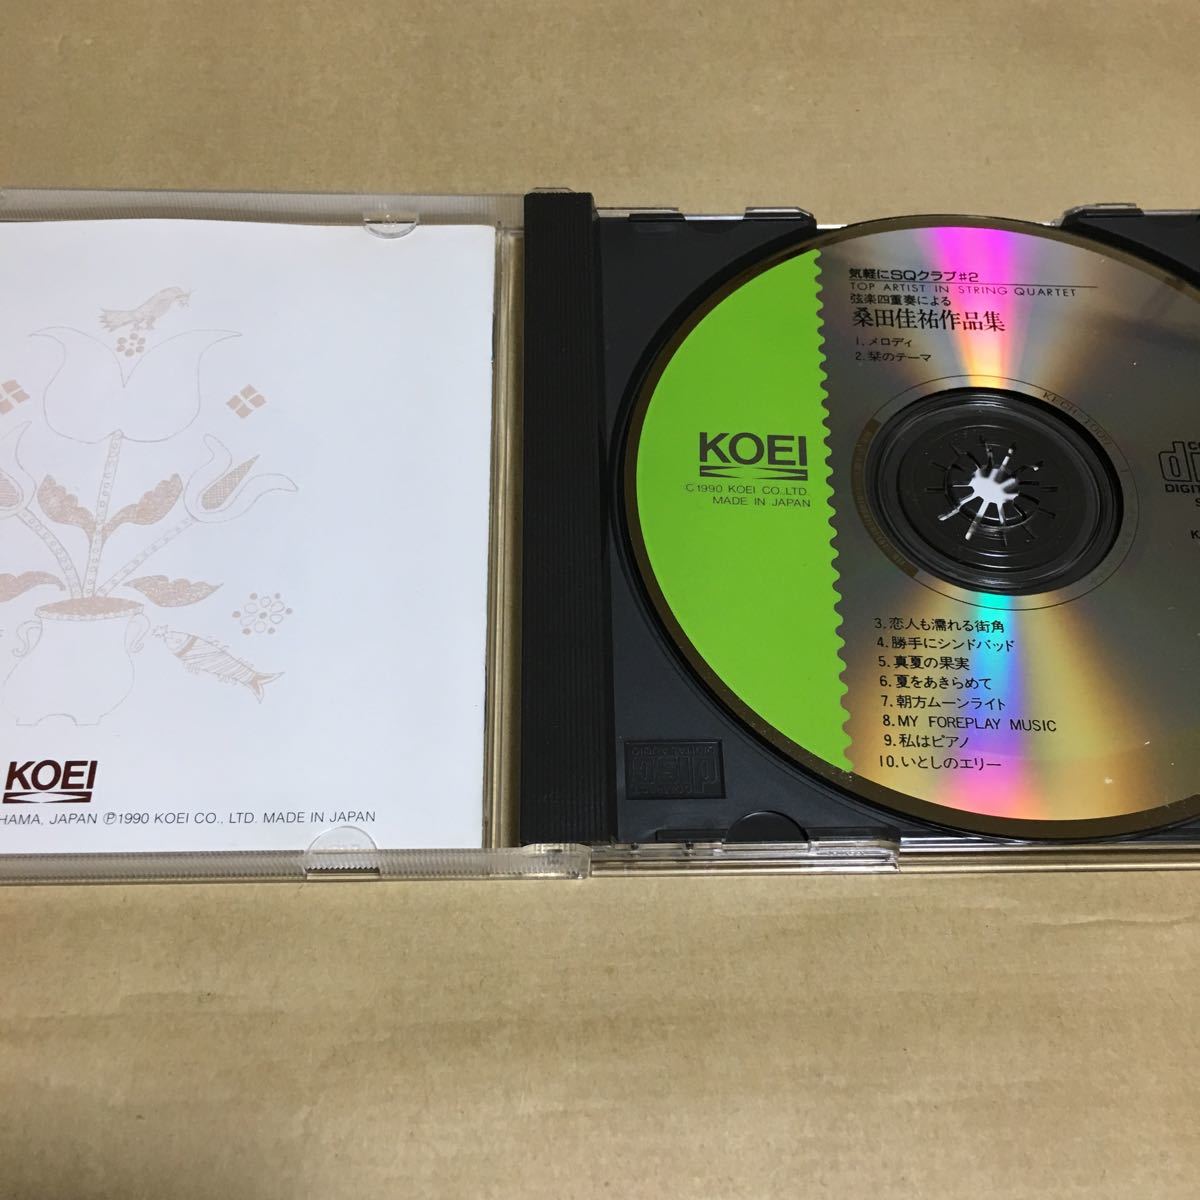 KOEI
HAMA, JAPAN Ⓟ1990 KOEI CO., LTD. MADE IN JAPAN
気軽にSQクラブ#2
TOP ARTIST IN STRING QUARTET
弦楽四重奏による
桑田佳祐作品集
1. メロディ
2. 栞のテーマ
KOEI
©1990 KOEI CO.,LTD.
MADE IN JAPAN
3. 恋人も濡れる街角
4. 勝手にシンドバッド
5. 真夏の果実
6. 夏をあきらめて
7. 朝方ムーンライト
8. MY FOREPLAY MUSIC
9. 私はピアノ
10. いとしのエリー
DIGIT